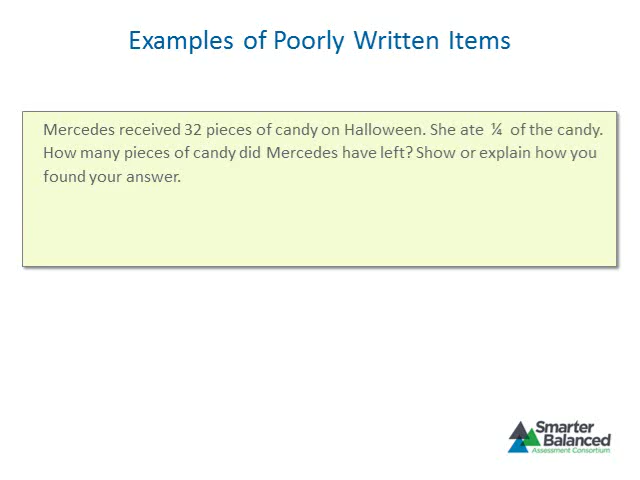 Examples of Poorly Written Items
Mercedes received 32 pieces of candy on Halloween. She ate ¼ of the candy.
How many pieces of candy did Mercedes have left? Show or explain how you
found your answer.
Smarter
Balanced
Assessment Consortium